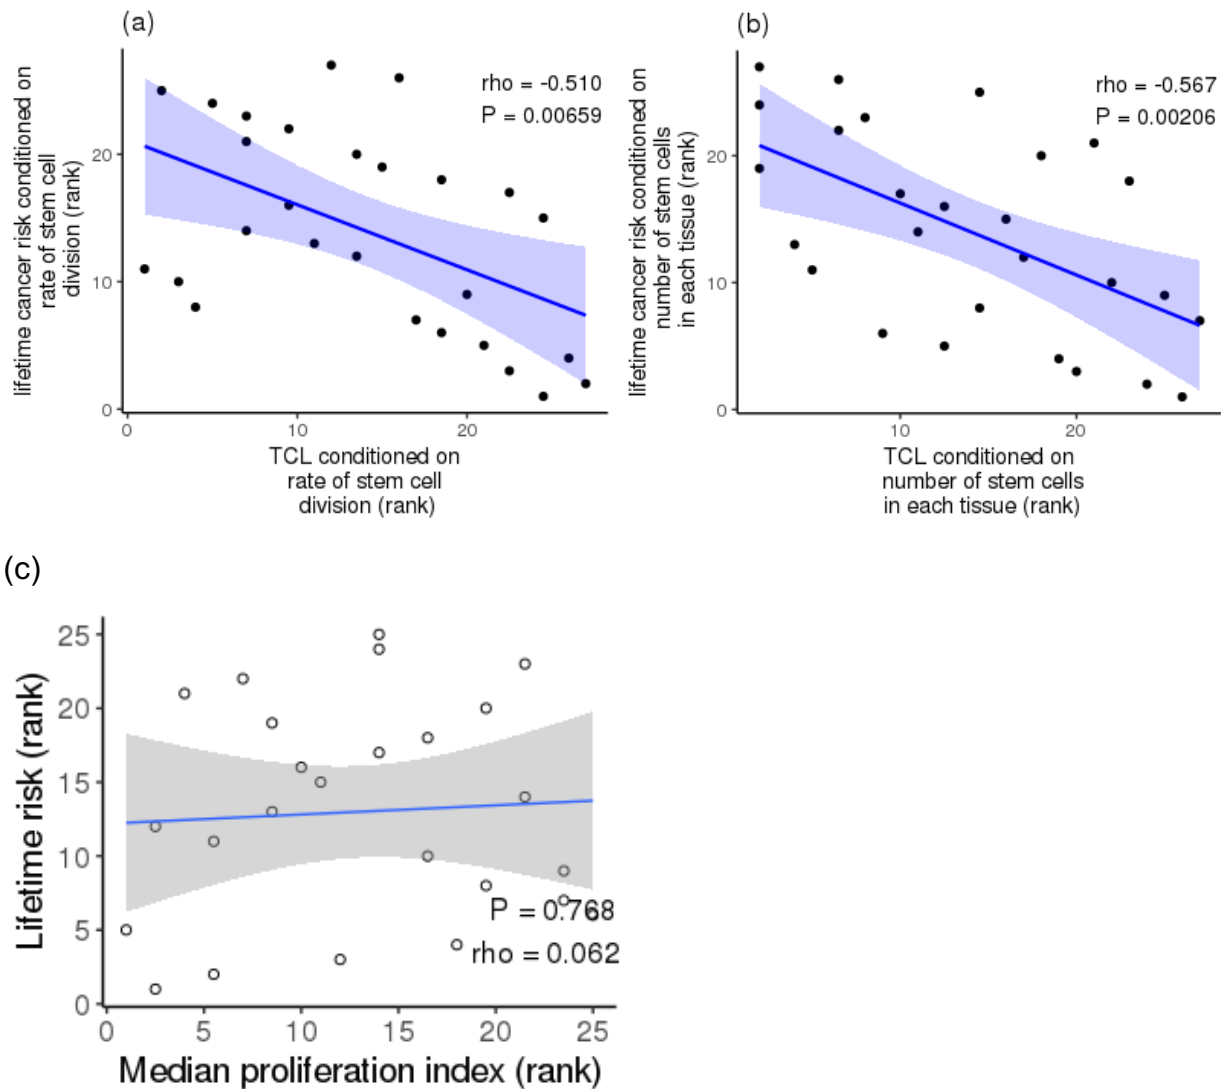 (a)
lifetime cancer risk conditioned on
rate of stem cell
division (rank)
rho = -0.510
P = 0.00659
20
10
0
0
10
20
TCL conditioned on
rate of stem cell
division (rank)
(b)
lifetime cancer risk conditioned on
number of stem cells
in each tissue (rank)
rho = -0.567
P = 0.00206
20
10
0
10
20
TCL conditioned on
number of stem cells
in each tissue (rank)
(c)
Lifetime risk (rank)
25
20
15
10
5
0
P = 0.768
rho = 0.062
0
5
10
15
20
25
Median proliferation index (rank)